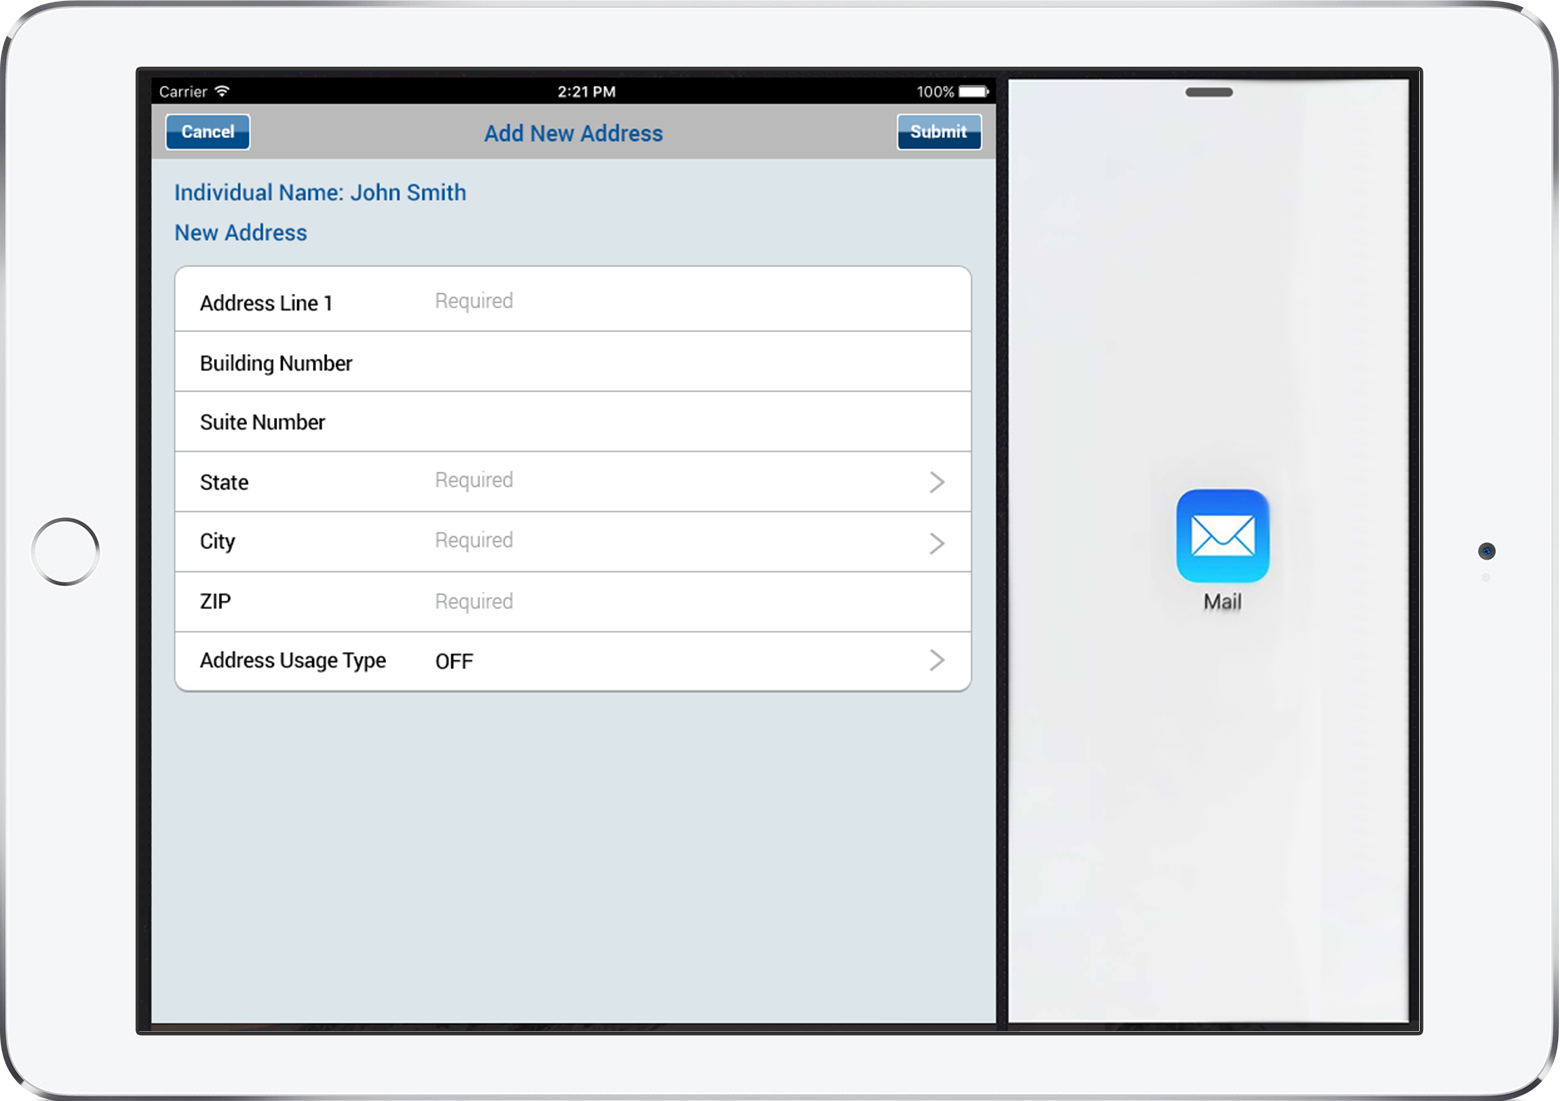 Carrier 2:21 PM 100%
Cancel Add New Address Submit
Individual Name: John Smith
New Address
Address Line 1 Required
Building Number
Suite Number
State Required
City Required
ZIP Required
Address Usage Type OFF
Mail